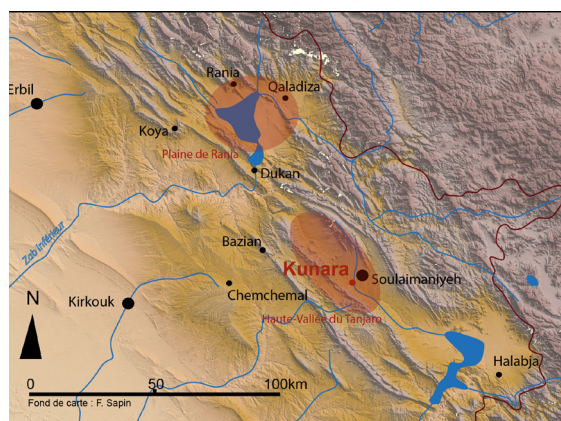 Rania
Qaladiza
Erbil
Koya
Plaine de Rania
Dukan
Zab inférieur
Bazian
Kunara
Soulaimaniyeh
Chemchemal
N
Kirkouk
Haute-Vallée du Tanjaro
Halabja
0 50 100km
Fond de carte : F. Sapin